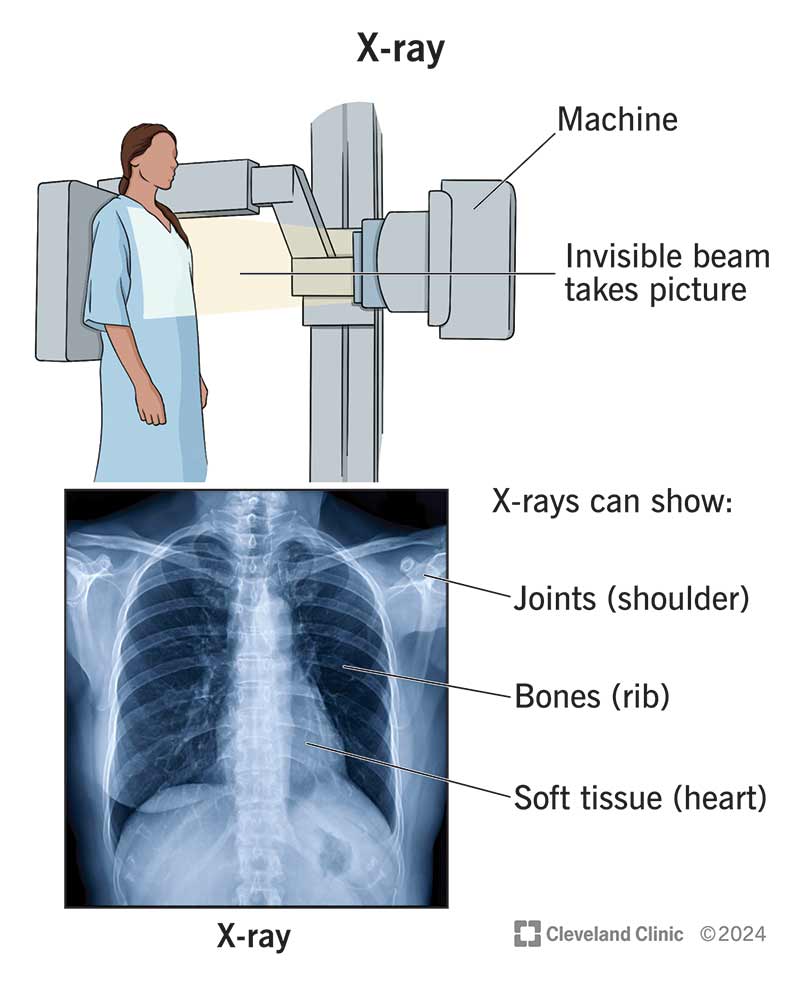 X-ray
Machine
Invisible beam
takes picture
X-rays can show:
Joints (shoulder)
Bones (rib)
Soft tissue (heart)
X-ray
Cleveland Clinic ©2024